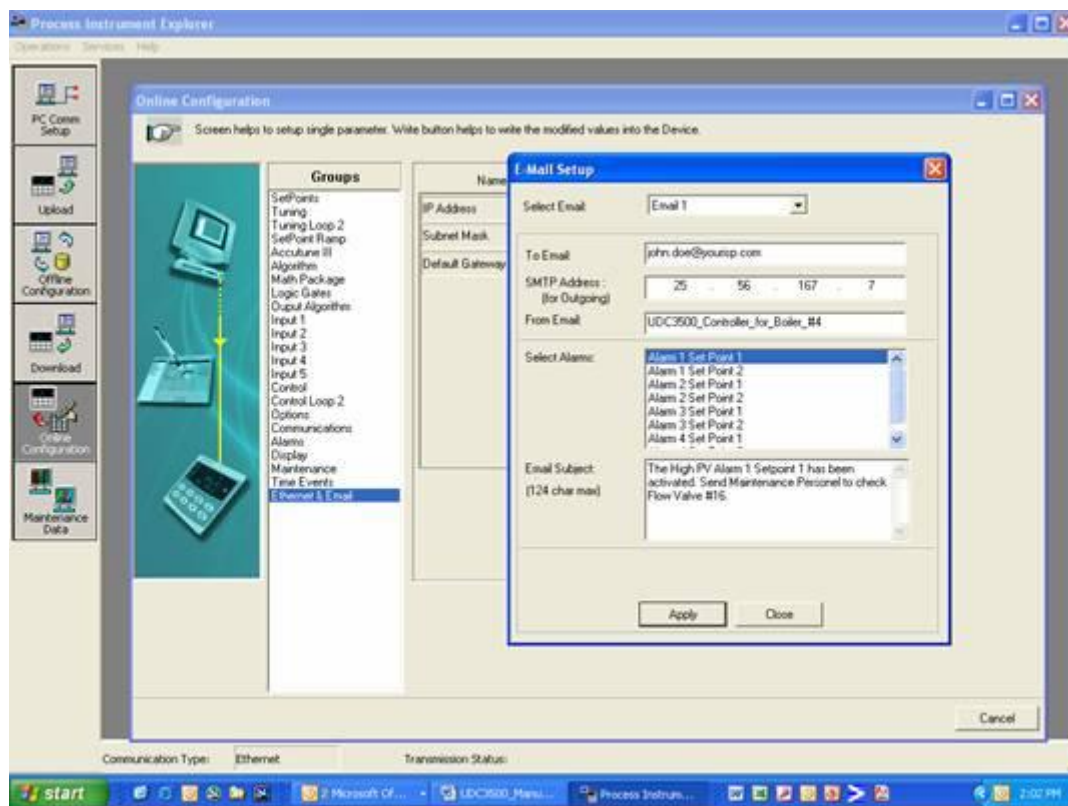 Process Instrument Explorer
Operations Services Help
PC Comm
Setup
Upload
Offline
Configuration
Download
Online
Configuration
Maintenance
Data
Online Configuration
Screen helps to setup single parameter. Write button helps to write the modified values into the Device.
Groups
SetPoints
Tuning
Tuning Loop 2
SetPoint Ramp
Accutune III
Algorithm
Math Package
Logic Gates
Ouput Algorithm
Input 1
Input 2
Input 3
Input 4
Input 5
Control
Control Loop 2
Options
Communications
Alarms
Display
Maintenance
Time Events
Ethernet & Email
Name
IP Address
Subnet Mask
Default Gateway
E-Mail Setup
Select Email: Email 1
To Email: john.doe@yourisp.com
SMTP Address :
(for Outgoing)
25 . 56 . 167 . 7
From Email: UDC3500_Controller_for_Boiler_#4
Select Alarms:
Alarm 1 Set Point 1
Alarm 1 Set Point 2
Alarm 2 Set Point 1
Alarm 2 Set Point 2
Alarm 3 Set Point 1
Alarm 3 Set Point 2
Alarm 4 Set Point 1
Email Subject:
(124 char max)
The High PV Alarm 1 Setpoint 1 has been
activated. Send Maintenance Personel to check
Flow Valve #16.
Apply Close
Cancel
Communication Type: Ethernet Transmission Status:
start 2 Microsoft Of... UDC3500_Manu... Process Instrum... 2:02 PM